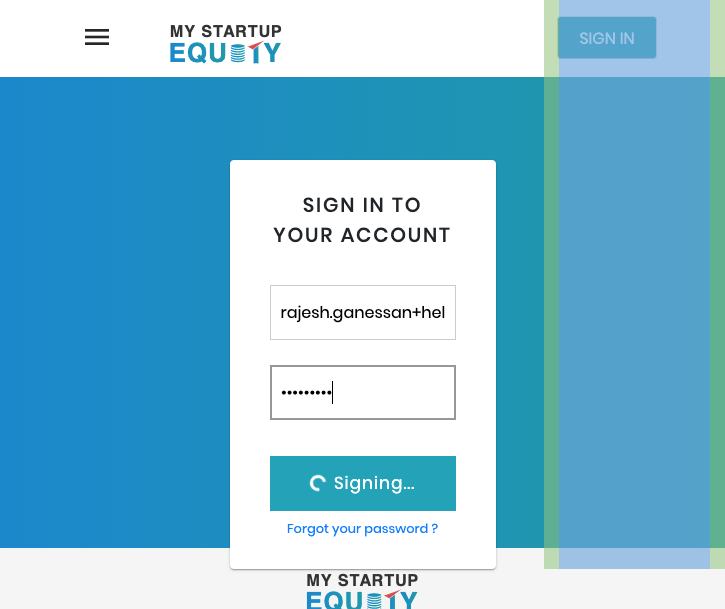 MY STARTUP
EQUITY
SIGN IN
SIGN IN TO
YOUR ACCOUNT
rajesh.ganessan+hel
•••••••••
Signing...
Forgot your password ?
MY STARTUP
EQUITY